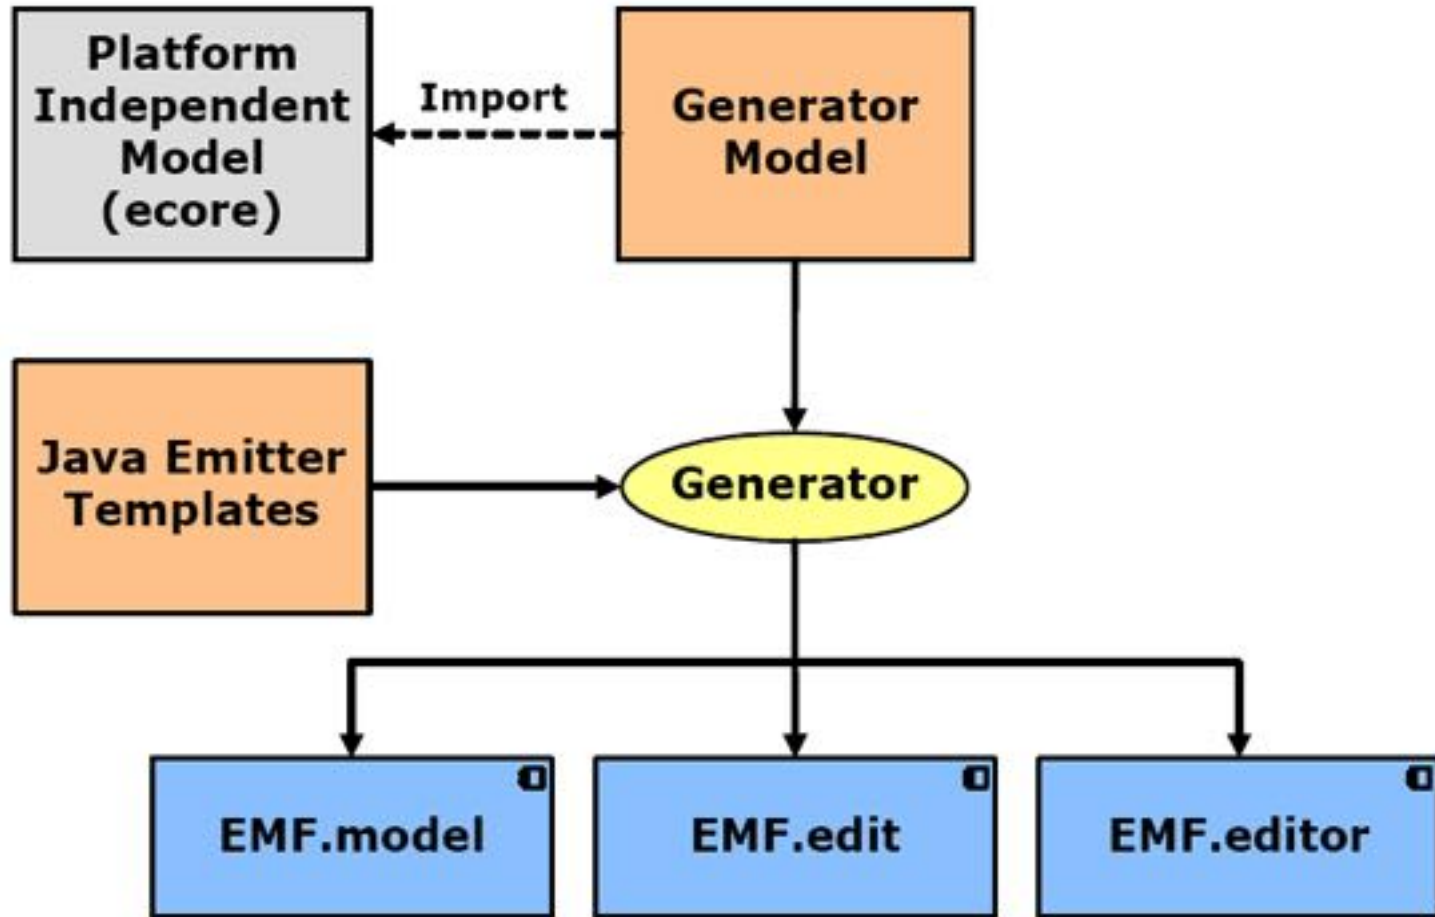 Platform
Independent
Model
(ecore)
Import
Generator
Model
Java Emitter
Templates
Generator
EMF.model
EMF.edit
EMF.editor